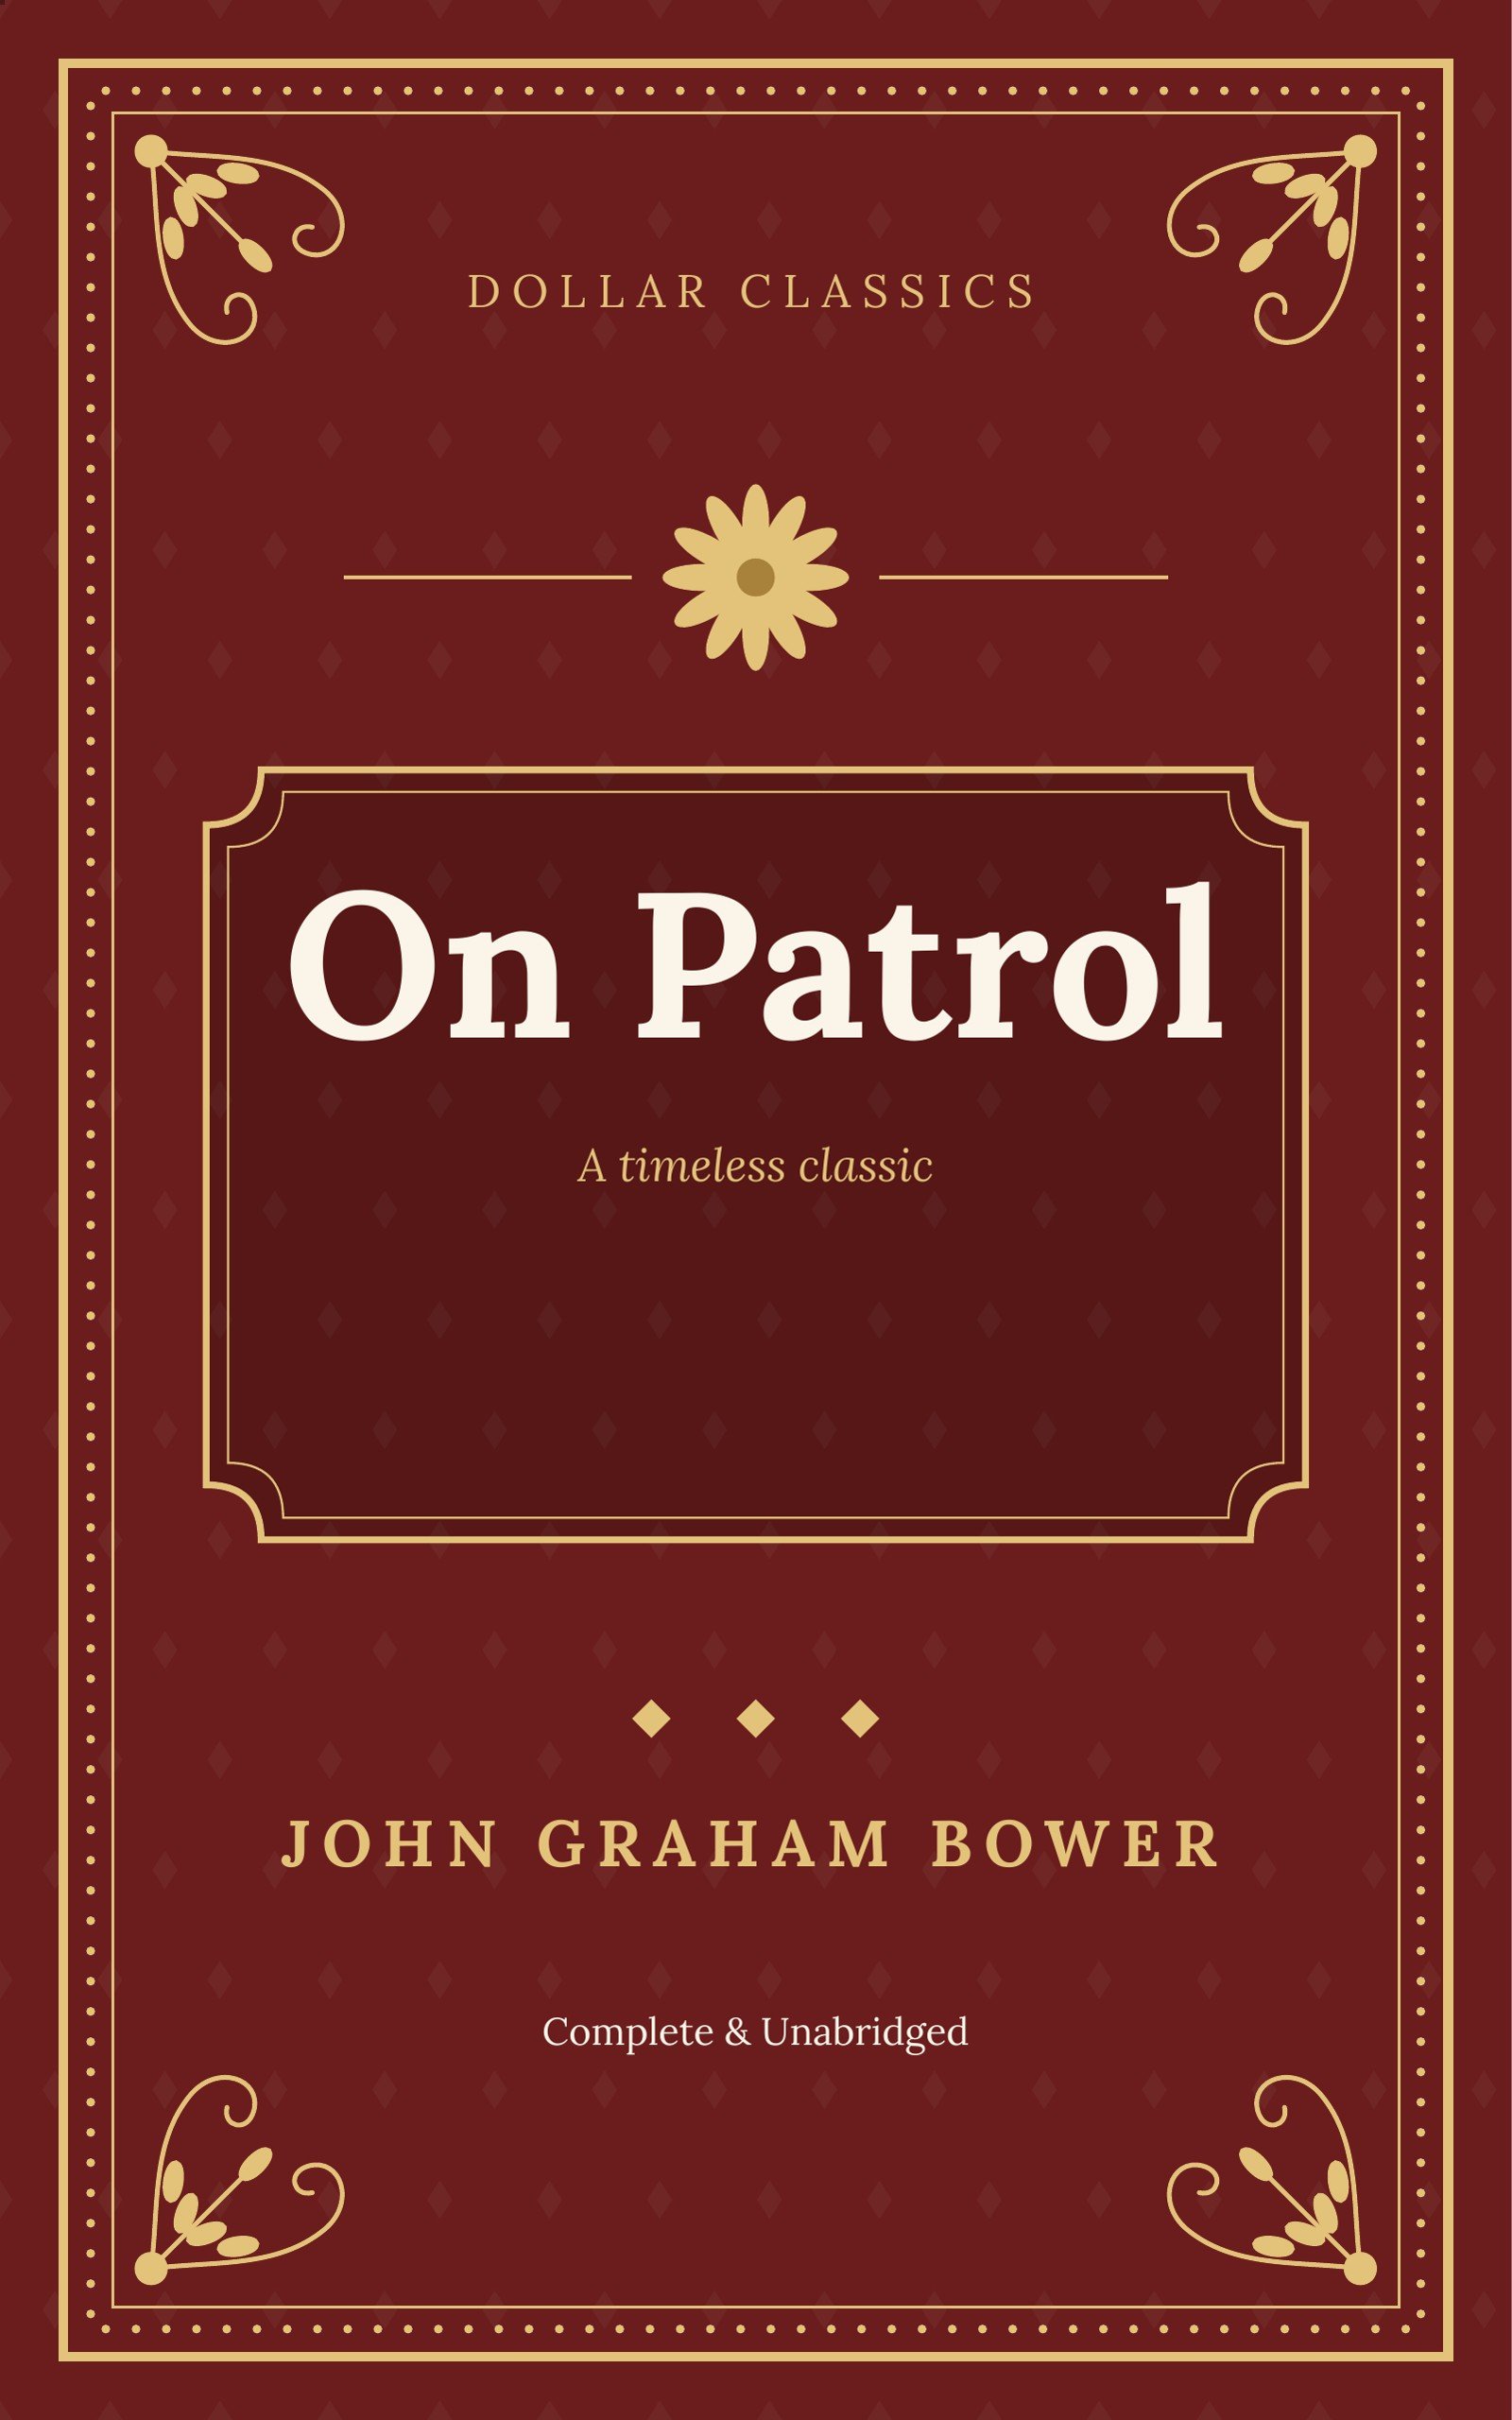 DOLLAR CLASSICS
On Patrol
A timeless classic
JOHN GRAHAM BOWER
Complete & Unabridged